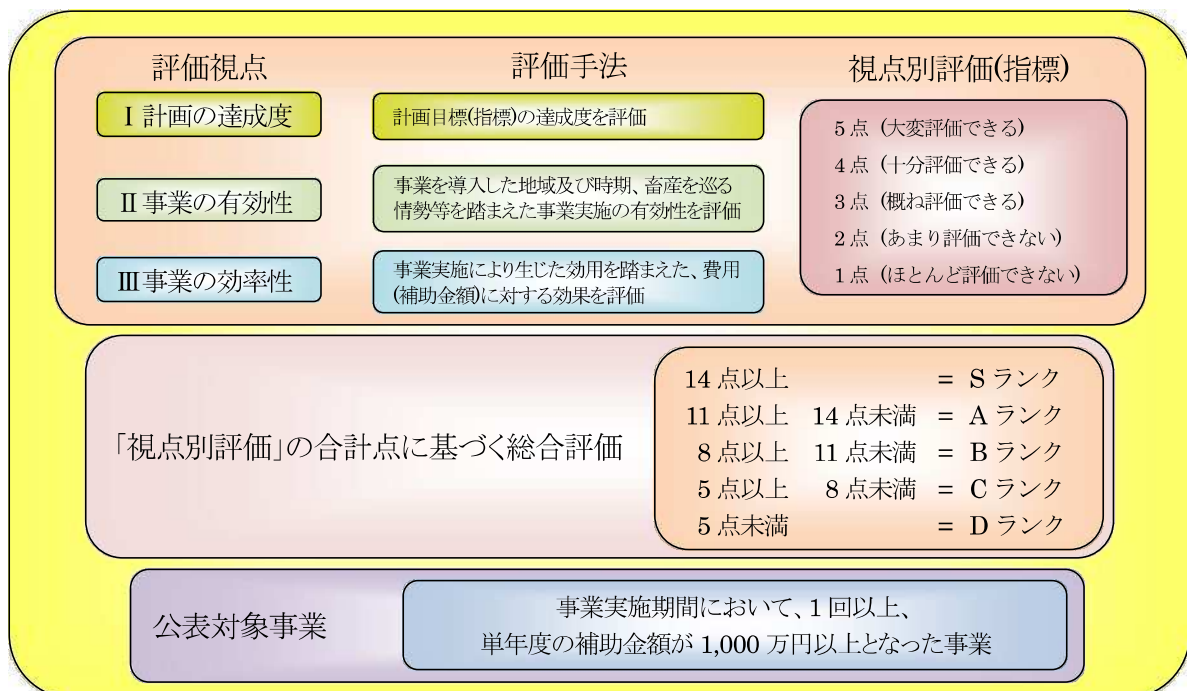 評価視点
評価手法
視点別評価(指標)
Ⅰ計画の達成度
計画目標(指標)の達成度を評価
Ⅱ事業の有効性
事業を導入した地域及び時期、畜産を巡る
情勢等を踏まえた事業実施の有効性を評価
Ⅲ事業の効率性
事業実施により生じた効用を踏まえた、費用
(補助金額)に対する効果を評価
5点 (大変評価できる)
4点 (十分評価できる)
3点 (概ね評価できる)
2点 (あまり評価できない)
1点 (ほとんど評価できない)
「視点別評価」の合計点に基づく総合評価
14点以上 = Sランク
11点以上 14点未満 = Aランク
8点以上 11点未満 = Bランク
5点以上 8点未満 = Cランク
5点未満 = Dランク
公表対象事業
事業実施期間において、1回以上、
単年度の補助金額が1,000万円以上となった事業